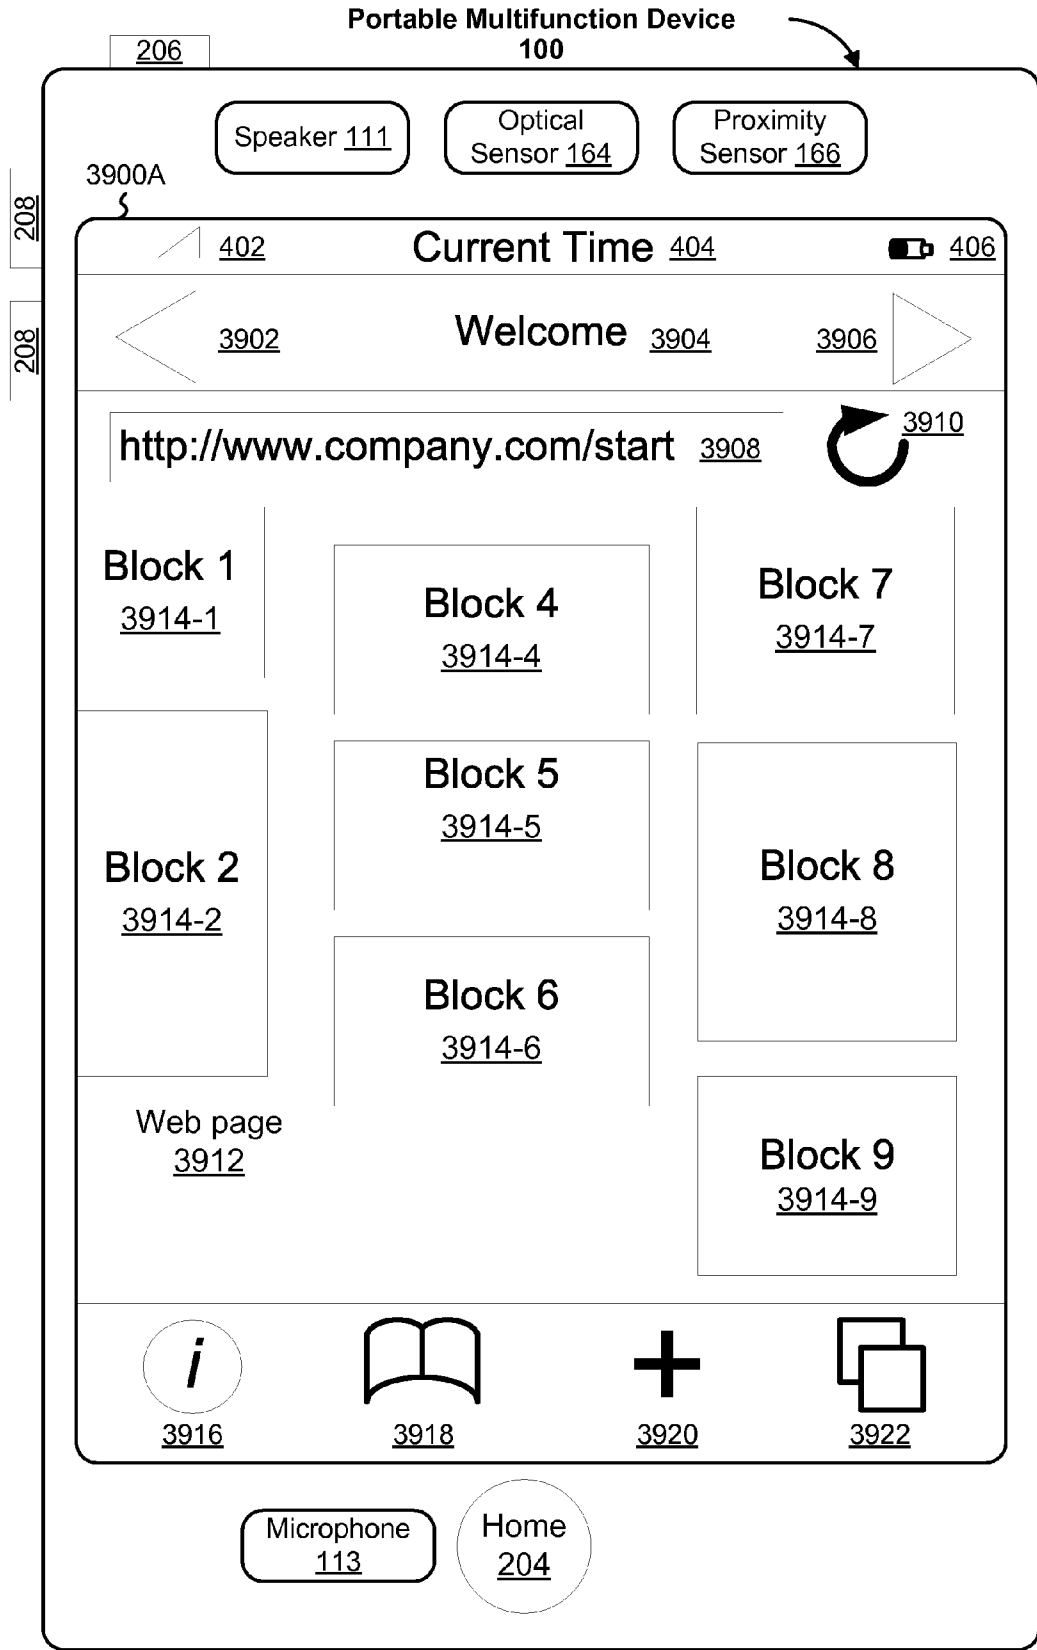 Portable Multifunction Device
100
206
Speaker 111
Optical
Sensor 164
Proximity
Sensor 166
3900A
208
208
402
Current Time 404
406
3902
Welcome 3904
3906
http://www.company.com/start 3908
3910
Block 1
3914-1
Block 2
3914-2
Web page
3912
Block 4
3914-4
Block 5
3914-5
Block 6
3914-6
Block 7
3914-7
Block 8
3914-8
Block 9
3914-9
i
3916
3918
3920
3922
Microphone
113
Home
204